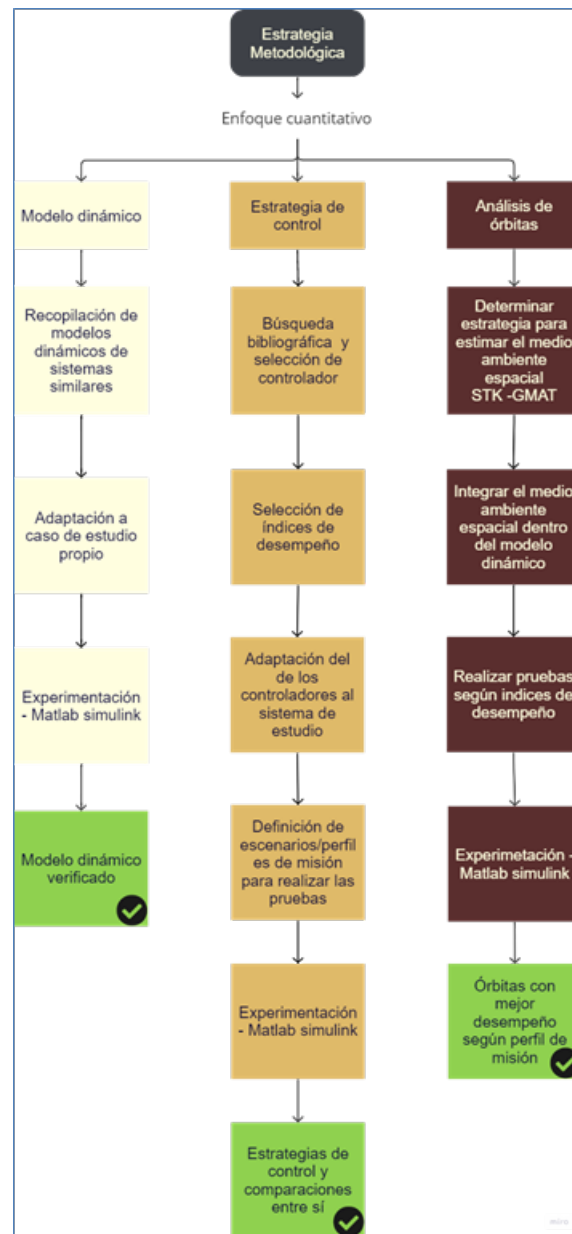 Estrategia
Metodológica
Enfoque cuantitativo
Modelo dinámico
Recopilación de
modelos
dinámicos de
sistemas
similares
Adaptación a
caso de estudio
propio
Experimentación
- Matlab simulink
Modelo dinámico
verificado
Estrategia de
control
Búsqueda
bibliográfica y
selección de
controlador
Selección de
índices de
desempeño
Adaptación del
de los
controladores al
sistema de
estudio
Definición de
escenarios/perfil
es de misión
para realizar las
pruebas
Experimentación
- Matlab simulink
Estrategias de
control y
comparaciones
entre sí
Análisis de
órbitas
Determinar
estrategia para
estimar el medio
ambiente
espacial
STK -GMAT
Integrar el medio
ambiente
espacial dentro
del modelo
dinámico
Realizar pruebas
según indices de
desempeño
Experimetación -
Matlab simulink
Órbitas con
mejor
desempeño
según perfil de
misión
miro